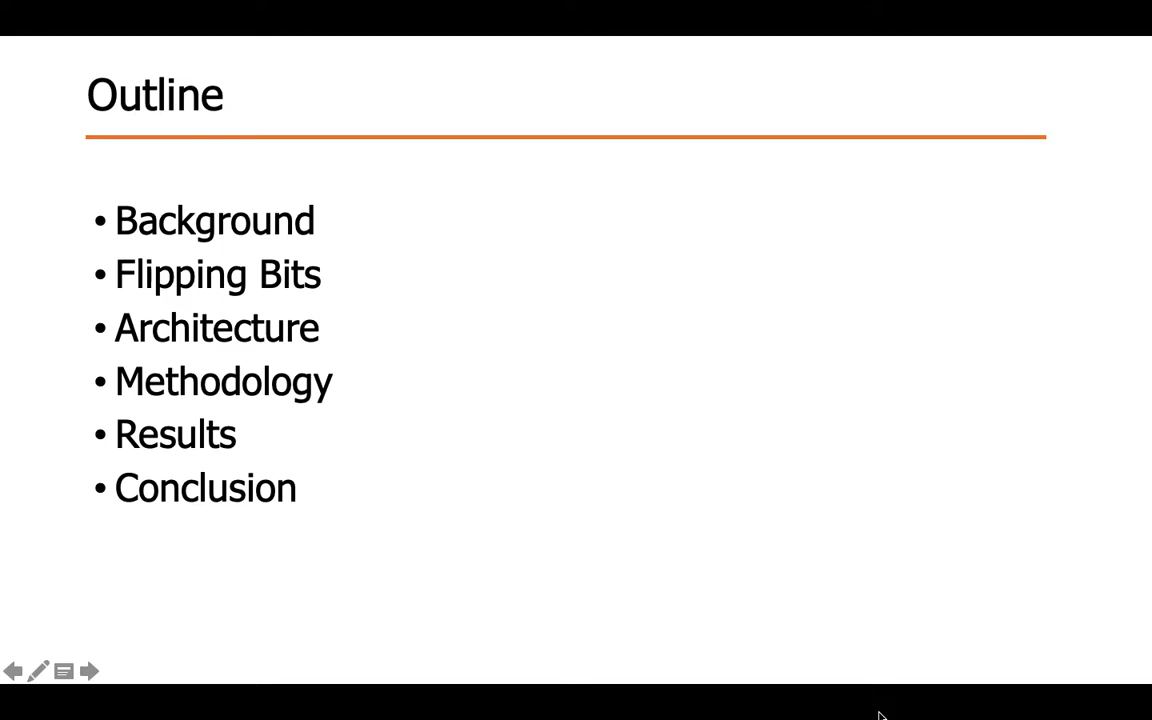 Outline
• Background
• Flipping Bits
• Architecture
• Methodology
• Results
• Conclusion